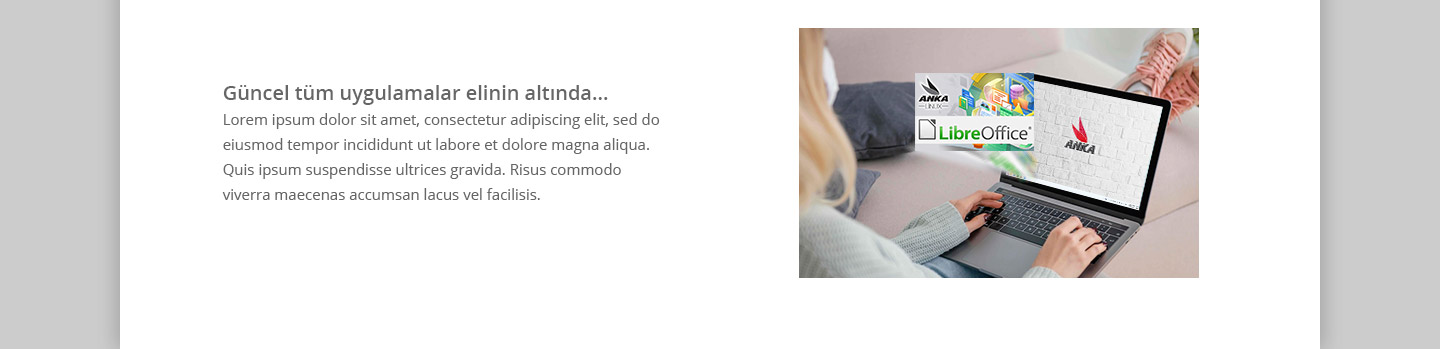 Güncel tüm uygulamalar elinin altında...
Lorem ipsum dolor sit amet, consectetur adipiscing elit, sed do
eiusmod tempor incididunt ut labore et dolore magna aliqua.
Quis ipsum suspendisse ultrices gravida. Risus commodo
viverra maecenas accumsan lacus vel facilisis.
ANKA
LINUX
LibreOffice
ANKA